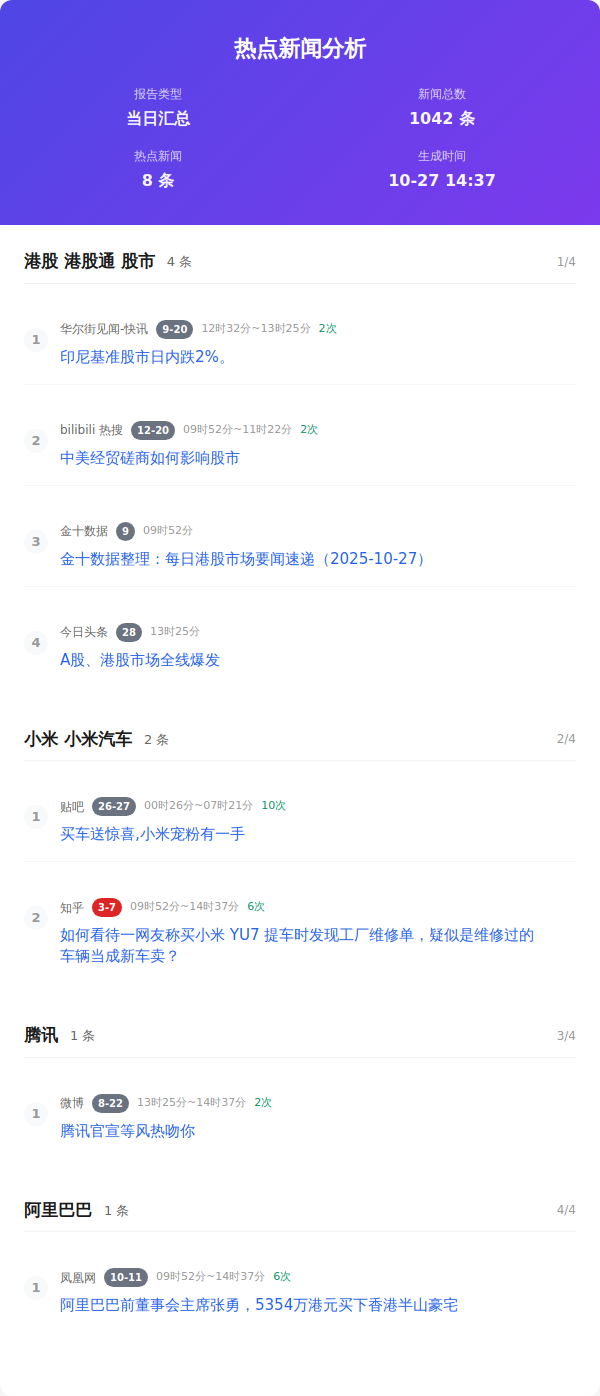 热点新闻分析
报告类型
新闻总数
当日汇总
1042 条
热点新闻
生成时间
8 条
10-27 14:37
港股 港股通 股市 4 条 1/4
1 华尔街见闻-快讯 9-20 12时32分~13时25分 2次
印尼基准股市日内跌2%。
2 bilibili 热搜 12-20 09时52分~11时22分 2次
中美经贸磋商如何影响股市
3 金十数据 9 09时52分
金十数据整理：每日港股市场要闻速递（2025-10-27）
4 今日头条 28 13时25分
A股、港股市场全线爆发
小米 小米汽车 2 条 2/4
1 贴吧 26-27 00时26分~07时21分 10次
买车送惊喜,小米宠粉有一手
2 知乎 3-7 09时52分~14时37分 6次
如何看待一网友称买小米 YU7 提车时发现工厂维修单，疑似是维修过的
车辆当成新车卖？
腾讯 1 条 3/4
1 微博 8-22 13时25分~14时37分 2次
腾讯官宣等风热吻你
阿里巴巴 1 条 4/4
1 凤凰网 10-11 09时52分~14时37分 6次
阿里巴巴前董事会主席张勇，5354万港元买下香港半山豪宅